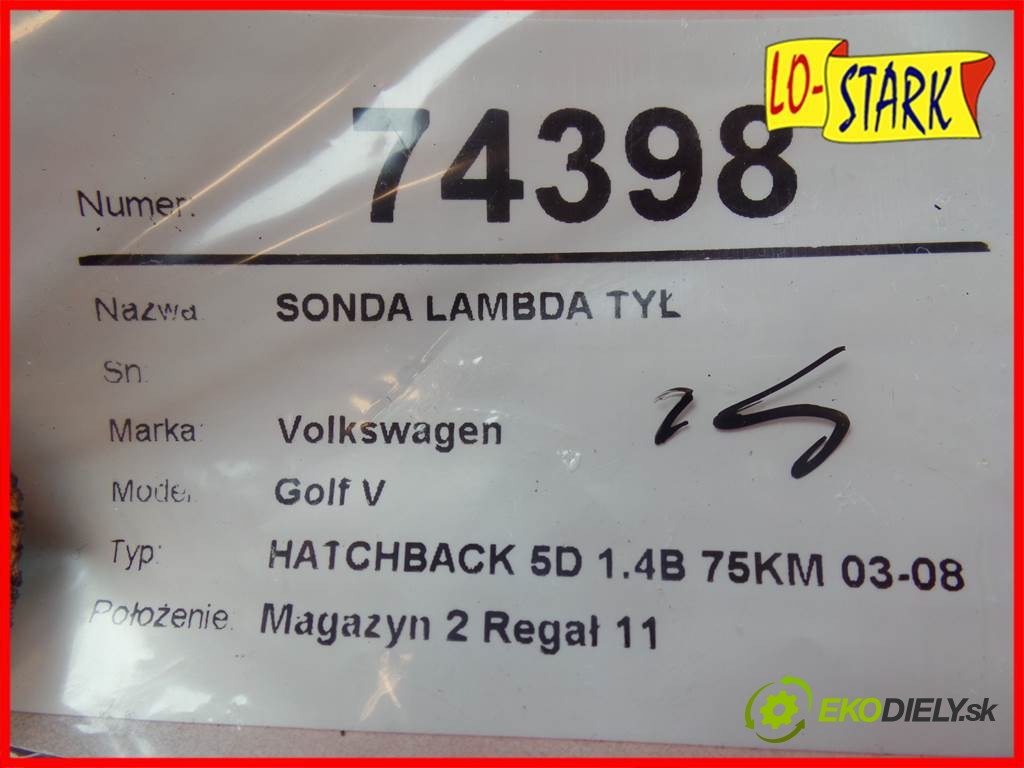 LO-STARK
Numer: 74398
Nazwa: SONDA LAMBDA TYŁ
Sn:
Marka: Volkswagen
Model: Golf V
Typ: HATCHBACK 5D 1.4B 75KM 03-08
Położenie: Magazyn 2 Regał 11
25
EKODIELY.sk